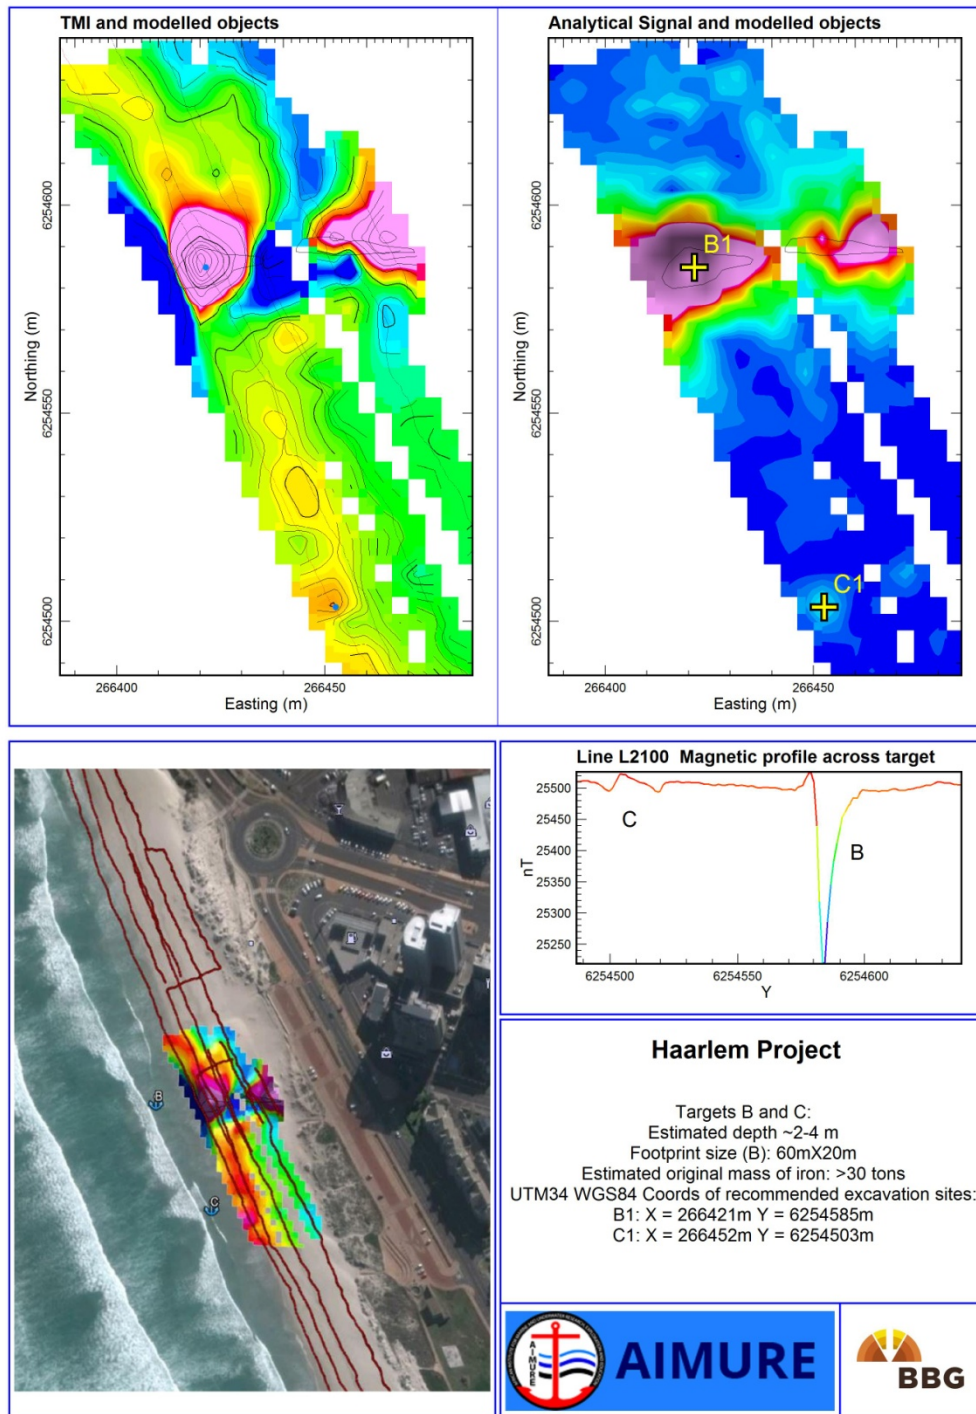 TMI and modelled objects
Northing (m)
6254600
6254550
6254500
266400
266450
Easting (m)
Analytical Signal and modelled objects
Northing (m)
6254600
6254550
6254500
B1
C1
266400
266450
Easting (m)
B
C
Line L2100 Magnetic profile across target
nT
25500
25450
25400
25350
25300
25250
C
B
6254500
6254550
6254600
Y
Haarlem Project
Targets B and C:
Estimated depth ~2-4 m
Footprint size (B): 60mX20m
Estimated original mass of iron: >30 tons
UTM34 WGS84 Coords of recommended excavation sites:
B1: X = 266421m Y = 6254585m
C1: X = 266452m Y = 6254503m
AIMURE
AIMURE
BBG